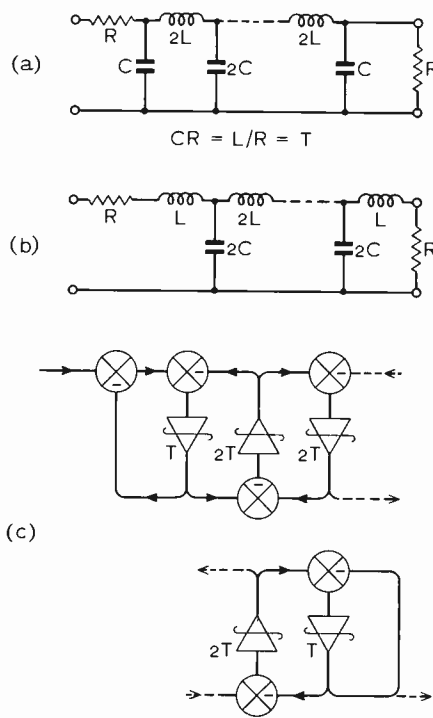 (a)
R
2L
2L
C
2C
C
R
CR = L/R = T
(b)
R
L
2L
L
2C
2C
R
(c)
-
-
-
T
2T
2T
-
-
2T
T
-